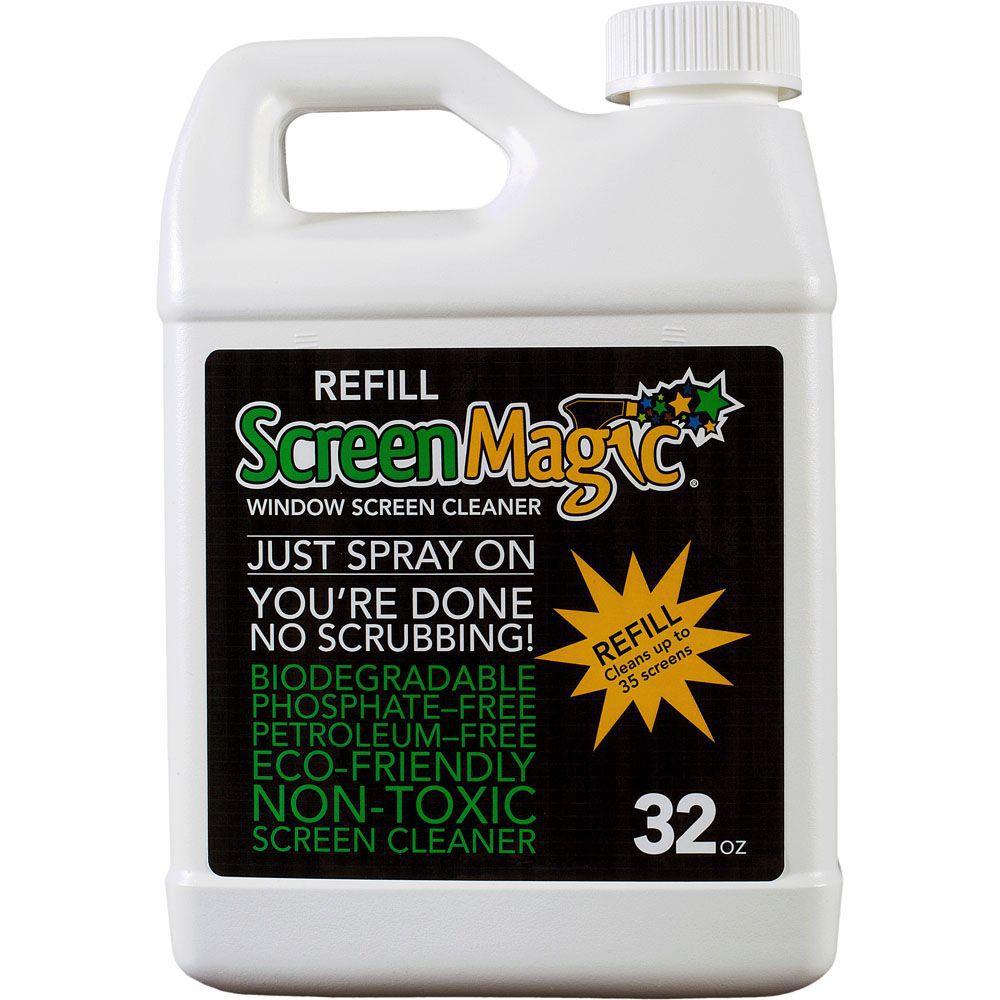 REFILL
ScreenMagic®
WINDOW SCREEN CLEANER
JUST SPRAY ON
YOU'RE DONE
NO SCRUBBING!
BIODEGRADABLE
PHOSPHATE–FREE
PETROLEUM–FREE
ECO-FRIENDLY
NON-TOXIC
SCREEN CLEANER
REFILL
Cleans up to
35 screens
32 OZ